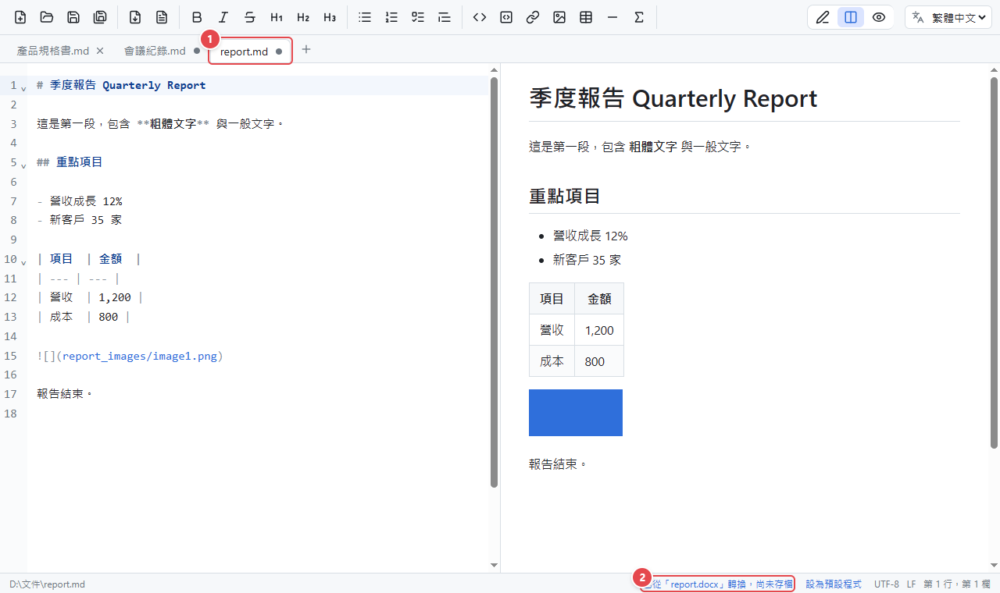 H1 H2 H3 繁體中文
1
產品規格書.md 會議紀錄.md report.md
1 # 季度報告 Quarterly Report
2
3 這是第一段，包含 **粗體文字** 與一般文字。
4
5 ## 重點項目
6
7 - 營收成長 12%
8 - 新客戶 35 家
9
10 | 項目 | 金額 |
11 | --- | --- |
12 | 營收 | 1,200 |
13 | 成本 | 800 |
14
15 ![](report_images/image1.png)
16
17 報告結束。
18
季度報告 Quarterly Report
這是第一段，包含 粗體文字 與一般文字。
重點項目
• 營收成長 12%
• 新客戶 35 家
項目 金額
營收 1,200
成本 800
報告結束。
2
D:\文件\report.md 從「report.docx」轉換，尚未存檔 設為預設程式 UTF-8 LF 第 1 行，第 1 欄